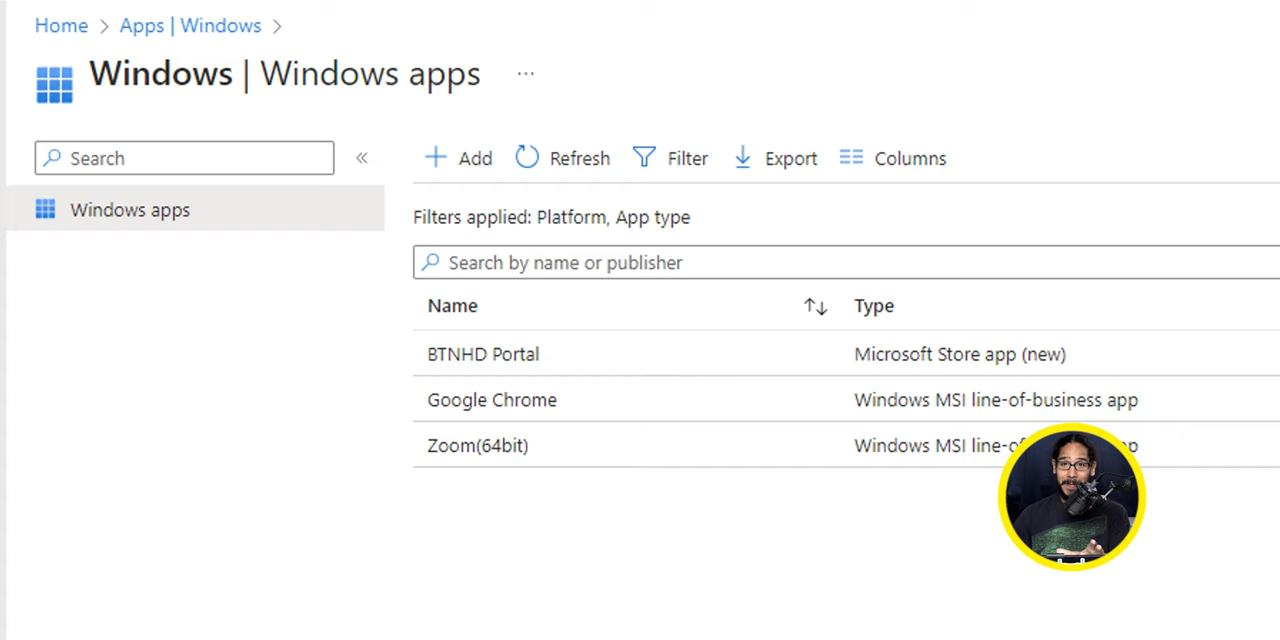 Home > Apps | Windows >
Windows | Windows apps ...
Search «
Windows apps
Add Refresh Filter Export Columns
Filters applied: Platform, App type
Search by name or publisher
Name Type
BTNHD Portal Microsoft Store app (new)
Google Chrome Windows MSI line-of-business app
Zoom(64bit) Windows MSI